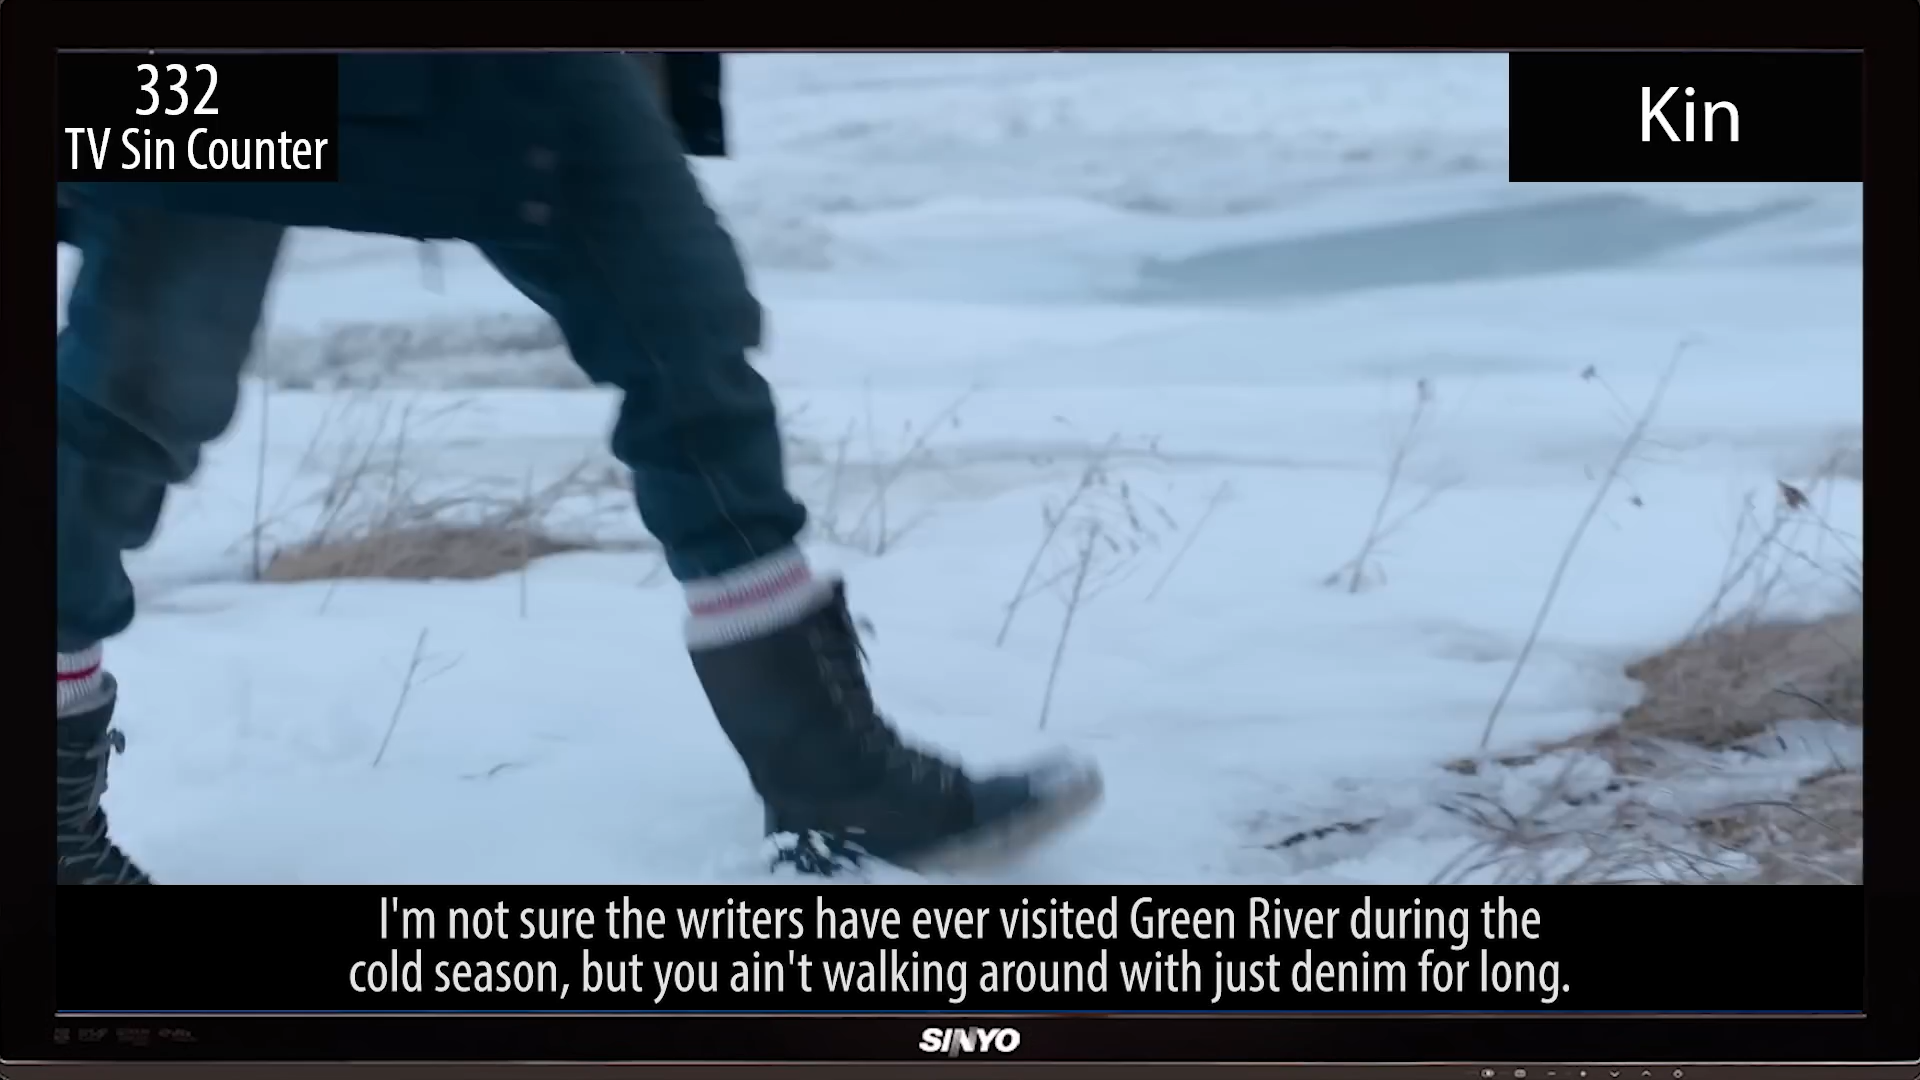 332
TV Sin Counter
Kin
I'm not sure the writers have ever visited Green River during the
cold season, but you ain't walking around with just denim for long.
SINYO